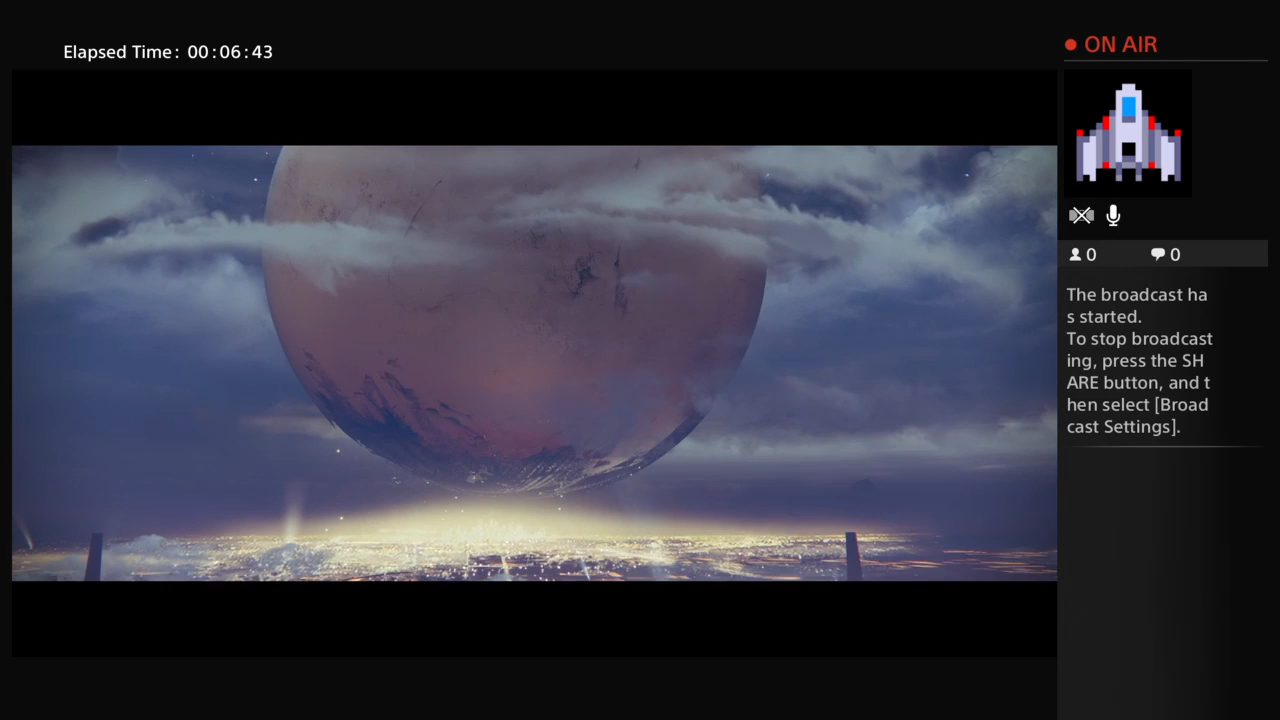 Elapsed Time: 00:06:43
ON AIR
0 0
The broadcast ha
s started.
To stop broadcast
ing, press the SH
ARE button, and t
hen select [Broad
cast Settings].